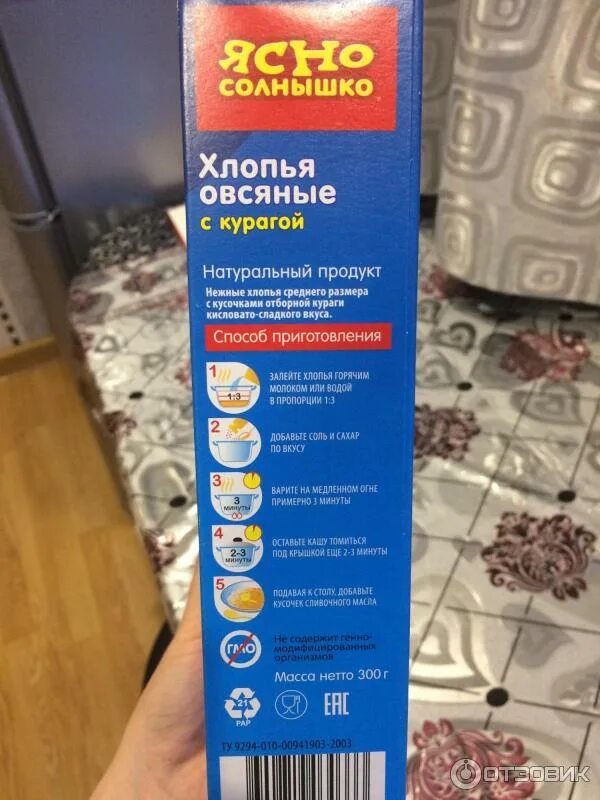 ЯСНО
СОЛНЫШКО
Хлопья
овсяные
с курагой
Натуральный продукт
Нежные хлопья среднего размера
с кусочками отборной кураги
кисловато-сладкого вкуса.
Способ приготовления
1
1:3
ЗАЛЕЙТЕ ХЛОПЬЯ ГОРЯЧИМ
МОЛОКОМ ИЛИ ВОДОЙ
В ПРОПОРЦИИ 1:3
2
ДОБАВЬТЕ СОЛЬ И САХАР
ПО ВКУСУ
3
3
МИНУТЫ
ВАРИТЕ НА МЕДЛЕННОМ ОГНЕ
ПРИМЕРНО 3 МИНУТЫ
4
2-3
МИНУТЫ
ОСТАВЬТЕ КАШУ ТОМИТЬСЯ
ПОД КРЫШКОЙ ЕЩЕ 2-3 МИНУТЫ
5
ПОДАВАЯ К СТОЛУ, ДОБАВЬТЕ
КУСОЧЕК СЛИВОЧНОГО МАСЛА
ГМО
Не содержит генно-
модифицированных
организмов
Масса нетто 300 г
21
PAP
EAC
ТУ 9294-010-00941903-2003
ОТЗОВИК